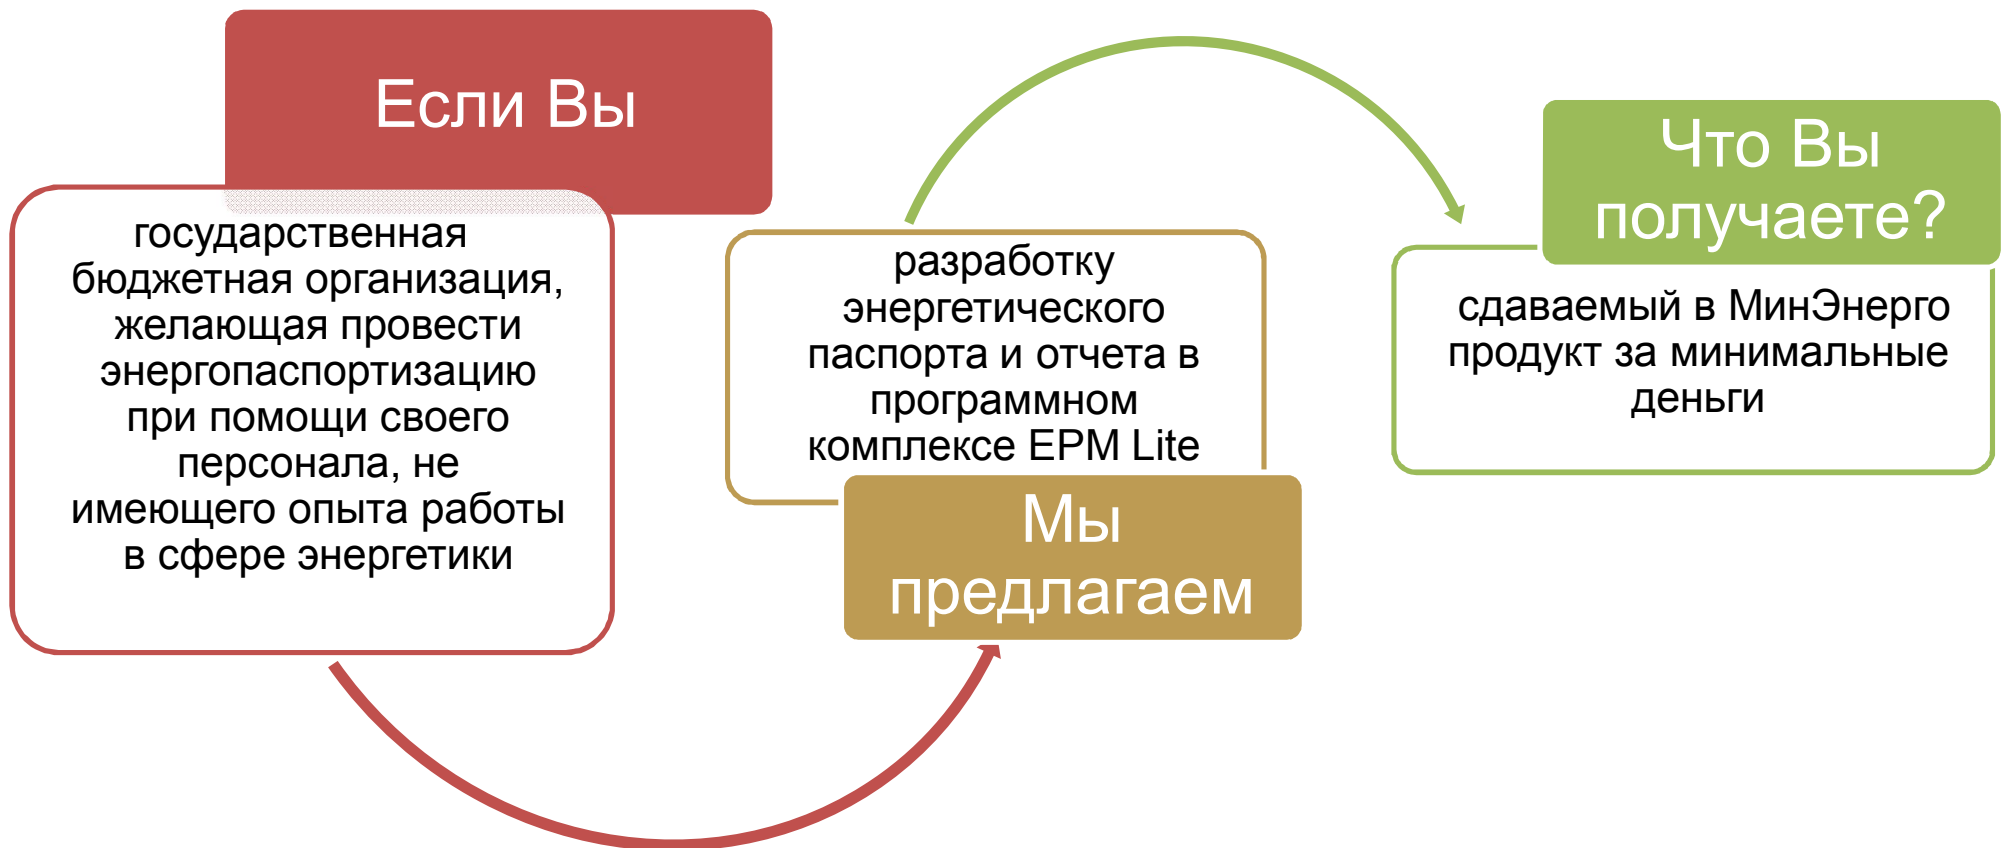 Если Вы
государственная
бюджетная организация,
желающая провести
энергопаспортизацию
при помощи своего
персонала, не
имеющего опыта работы
в сфере энергетики
разработку
энергетического
паспорта и отчета в
программном
комплексе EPM Lite
Мы
предлагаем
Что Вы
получаете?
сдаваемый в МинЭнерго
продукт за минимальные
деньги